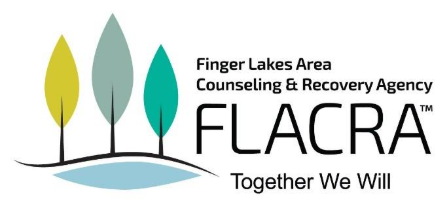 Finger Lakes Area
Counseling & Recovery Agency
FLACRA™
Together We Will